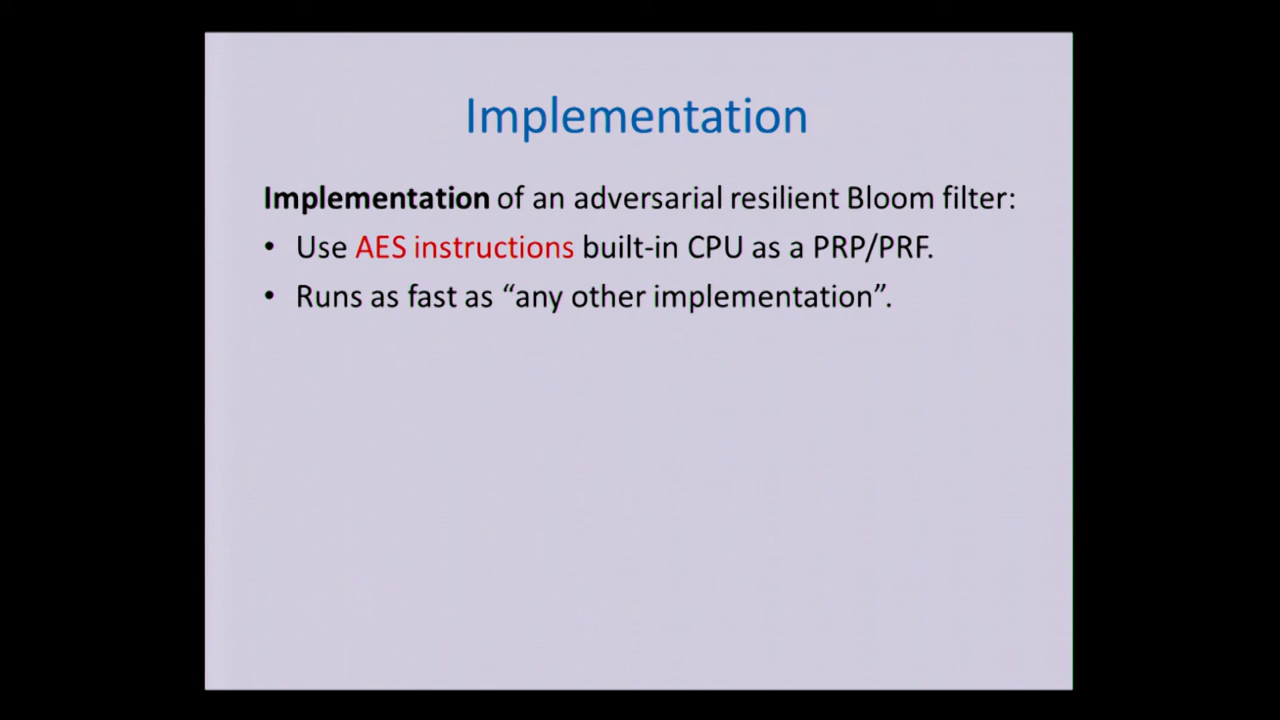 Implementation
Implementation of an adversarial resilient Bloom filter:
• Use AES instructions built-in CPU as a PRP/PRF.
• Runs as fast as “any other implementation”.